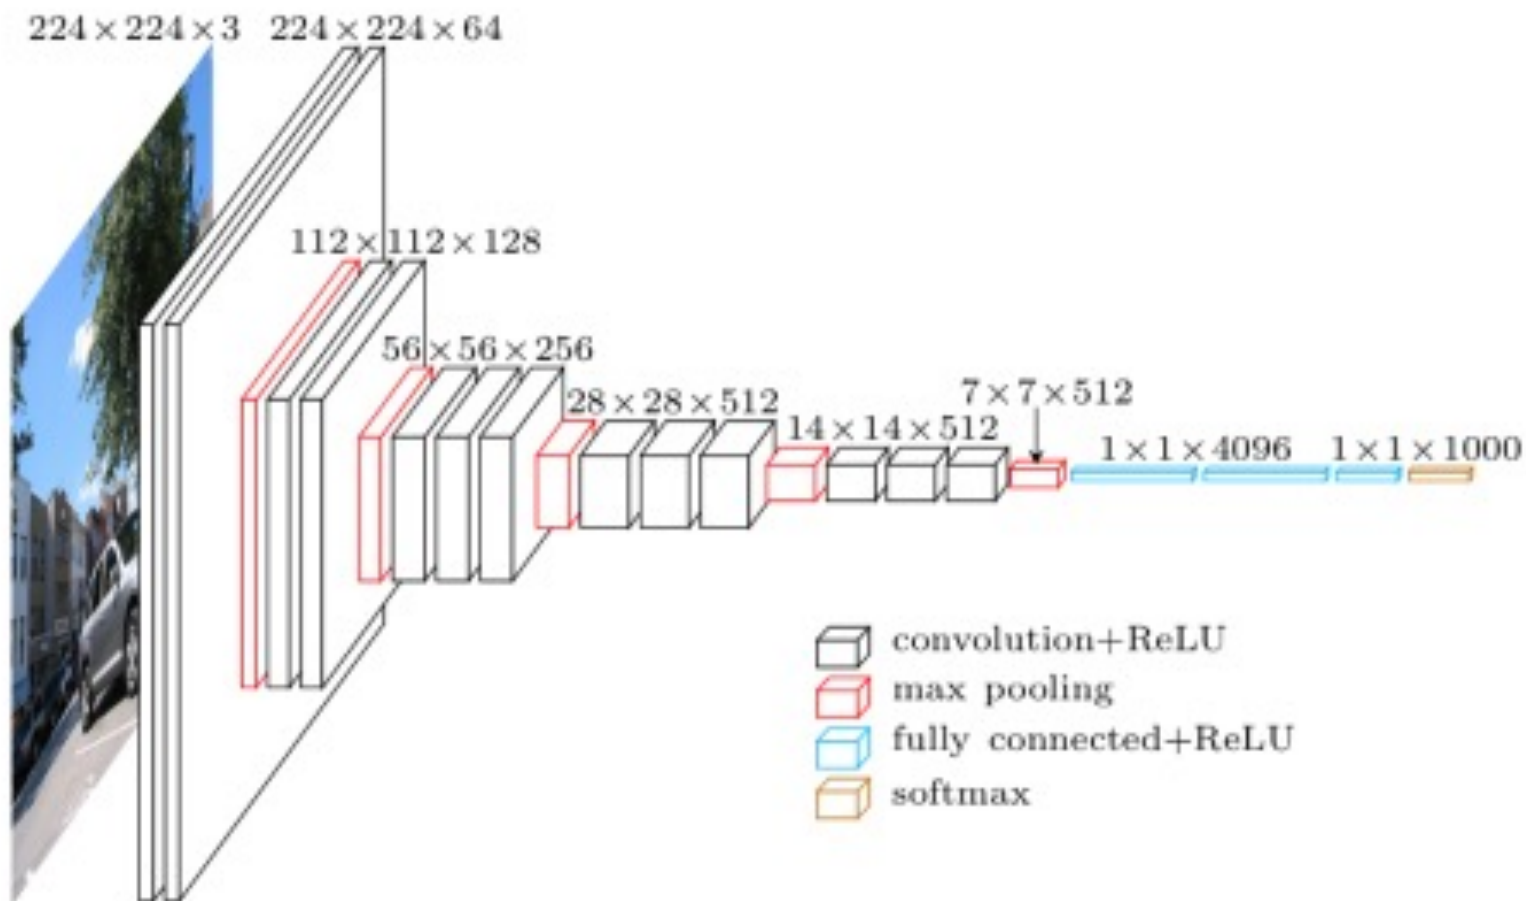 224×224×3
224×224×64
112×112×128
56×56×256
28×28×512
14×14×512
7×7×512
1×1×4096
1×1×1000
convolution+ReLU
max pooling
fully connected+ReLU
softmax